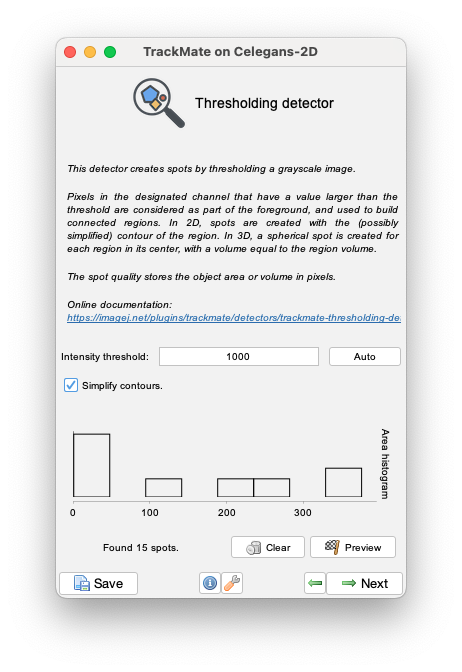 TrackMate on Celegans-2D
Thresholding detector
This detector creates spots by thresholding a grayscale image.
Pixels in the designated channel that have a value larger than the
threshold are considered as part of the foreground, and used to build
connected regions. In 2D, spots are created with the (possibly
simplified) contour of the region. In 3D, a spherical spot is created for
each region in its center, with a volume equal to the region volume.
The spot quality stores the object area or volume in pixels.
Online documentation:
https://imagej.net/plugins/trackmate/detectors/trackmate-thresholding-de
Intensity threshold: 1000 Auto
Simplify contours.
Area histogram
0 100 200 300
Found 15 spots. Clear Preview
Save Next